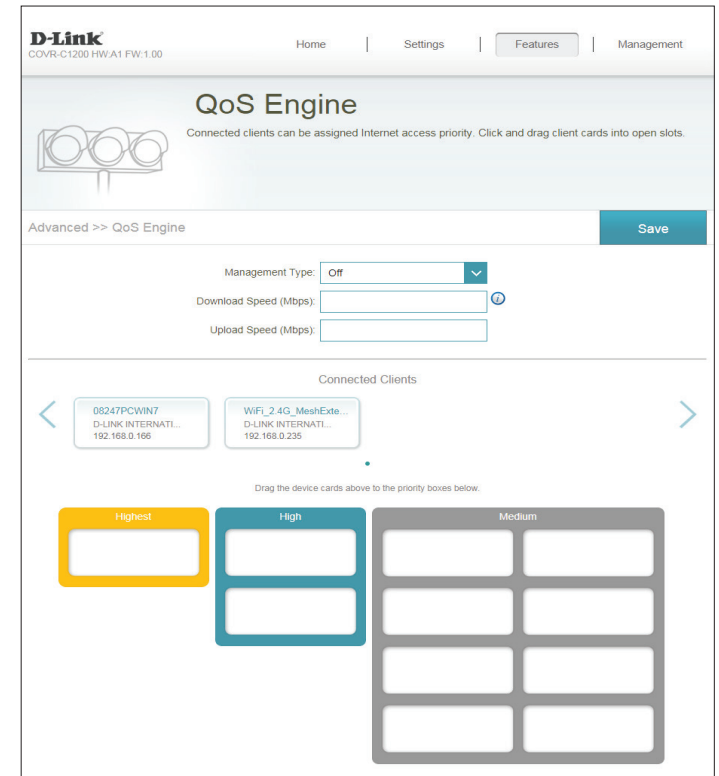 D-Link
COVR-C1200 HW:A1 FW:1.00
Home | Settings | Features | Management
QoS Engine
Connected clients can be assigned Internet access priority. Click and drag client cards into open slots.
Advanced >> QoS Engine
Save
Management Type: Off
Download Speed (Mbps):
i
Upload Speed (Mbps):
Connected Clients
08247PCWIN7
D-LINK INTERNATI...
192.168.0.166
WiFi_2.4G_MeshExte...
D-LINK INTERNATI...
192.168.0.235
Drag the device cards above to the priority boxes below.
Highest
High
Medium